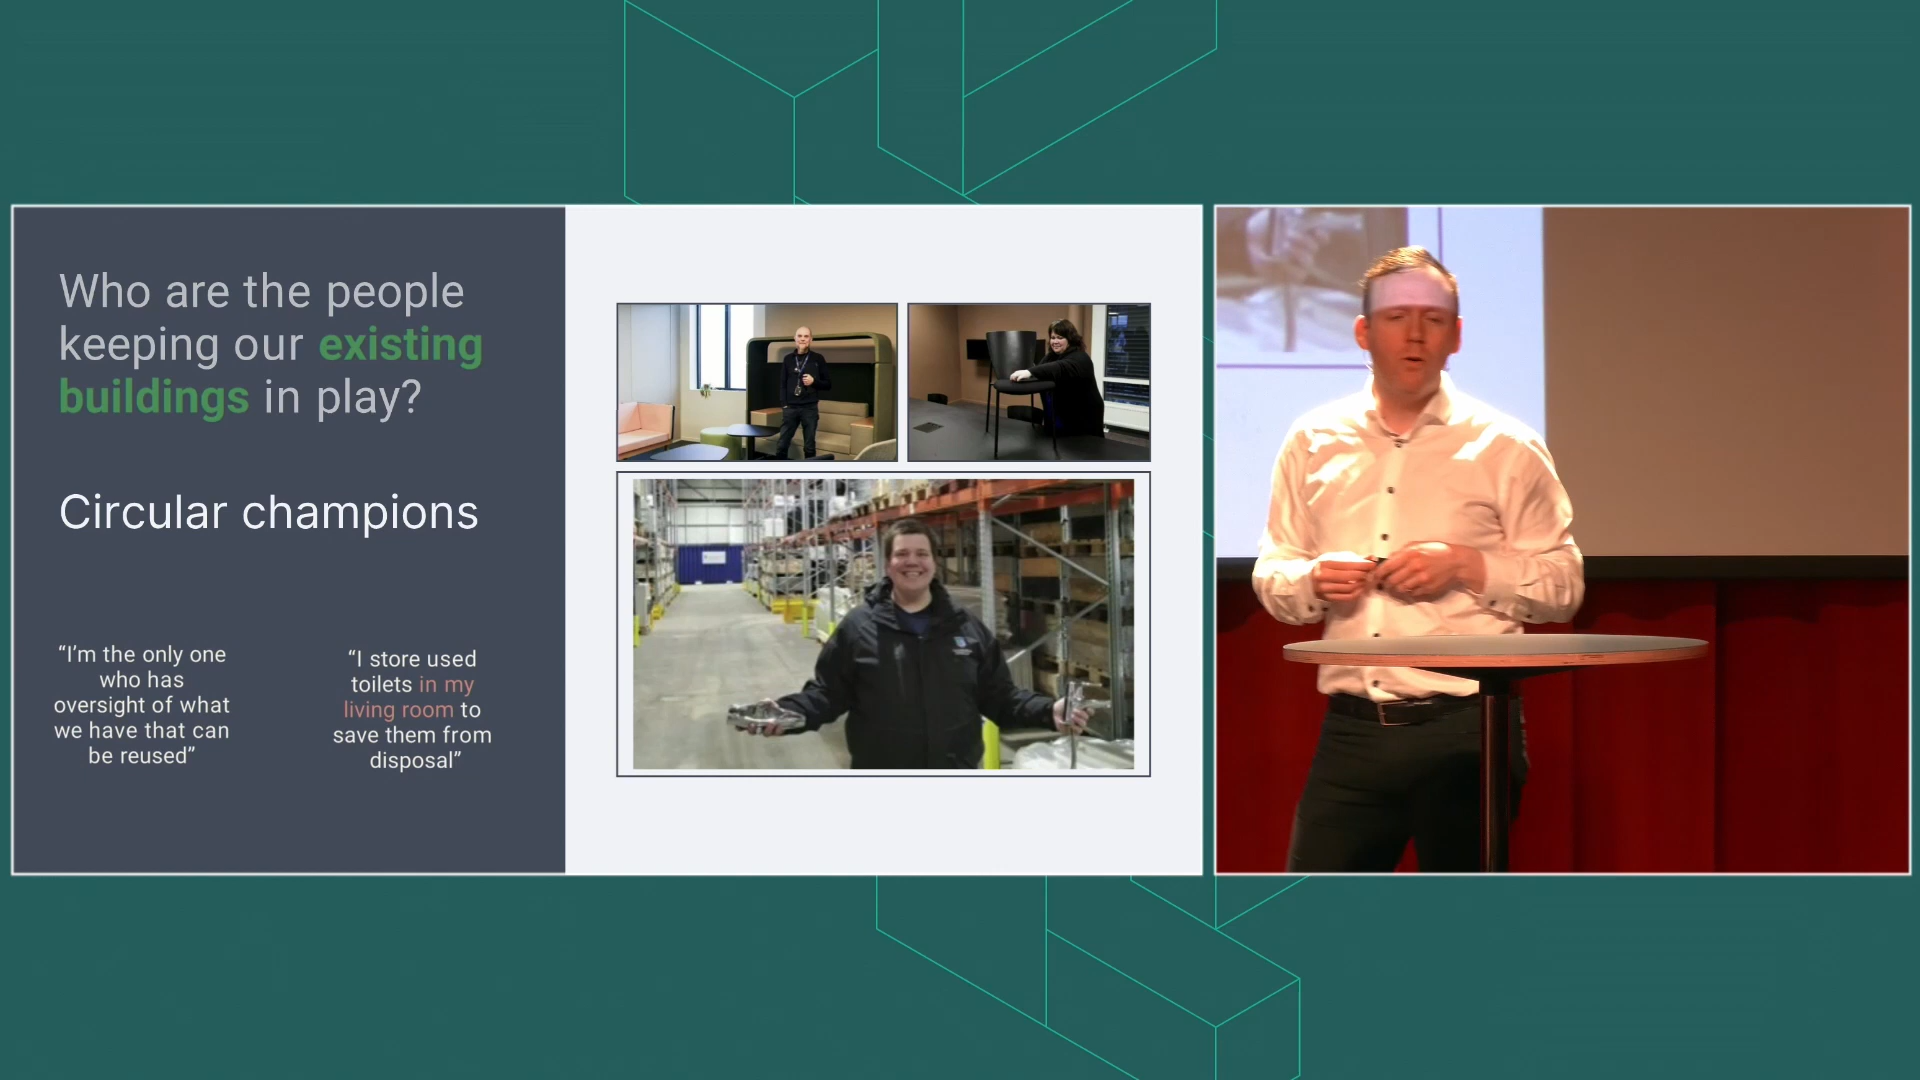 Who are the people
keeping our existing
buildings in play?
Circular champions
“I’m the only one
who has
oversight of what
we have that can
be reused”
“I store used
toilets in my
living room to
save them from
disposal”